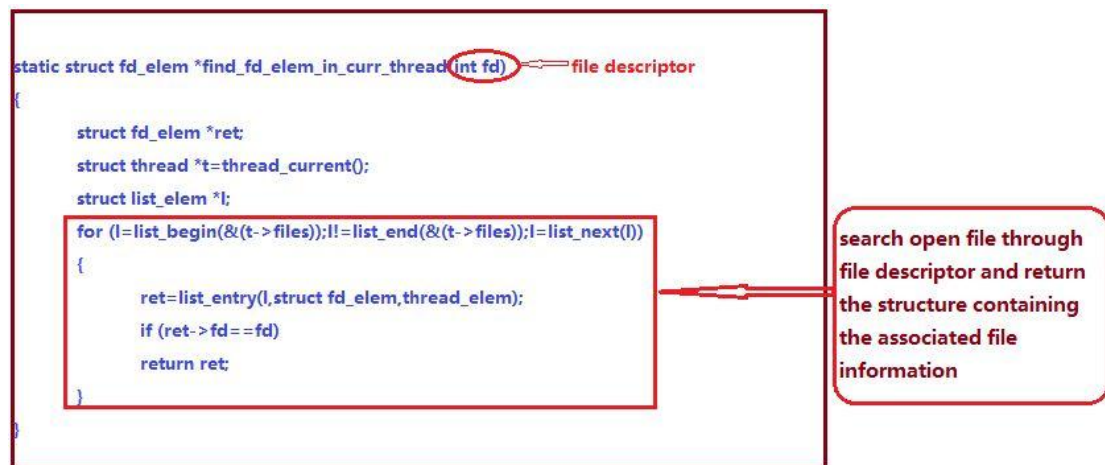 static struct fd_elem *find_fd_elem_in_curr_thread(int fd)
file descriptor
{
struct fd_elem *ret;
struct thread *t=thread_current();
struct list_elem *l;
for (l=list_begin(&(t->files));l!=list_end(&(t->files));l=list_next(l))
{
ret=list_entry(l,struct fd_elem,thread_elem);
if (ret->fd==fd)
return ret;
}
}
search open file through
file descriptor and return
the structure containing
the associated file
information